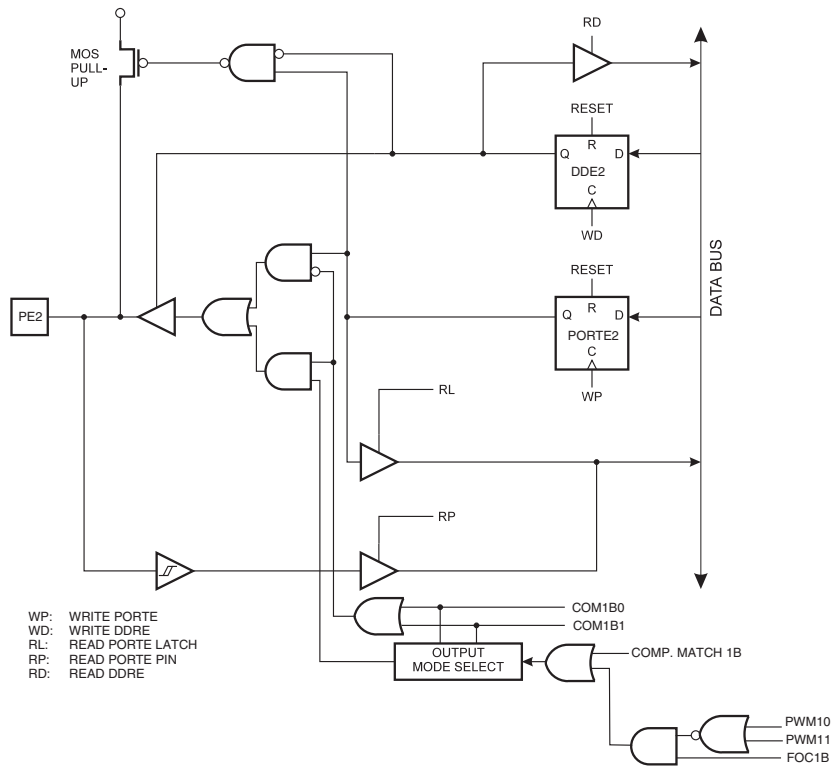 RD
MOS
PULL-
UP
RESET
R
Q
D
DDE2
C
WD
RESET
R
Q
D
PORTE2
C
WP
DATA BUS
PE2
RL
RP
WP: WRITE PORTE
WD: WRITE DDRE
RL: READ PORTE LATCH
RP: READ PORTE PIN
RD: READ DDRE
COM1B0
COM1B1
OUTPUT
MODE SELECT
COMP. MATCH 1B
PWM10
PWM11
FOC1B